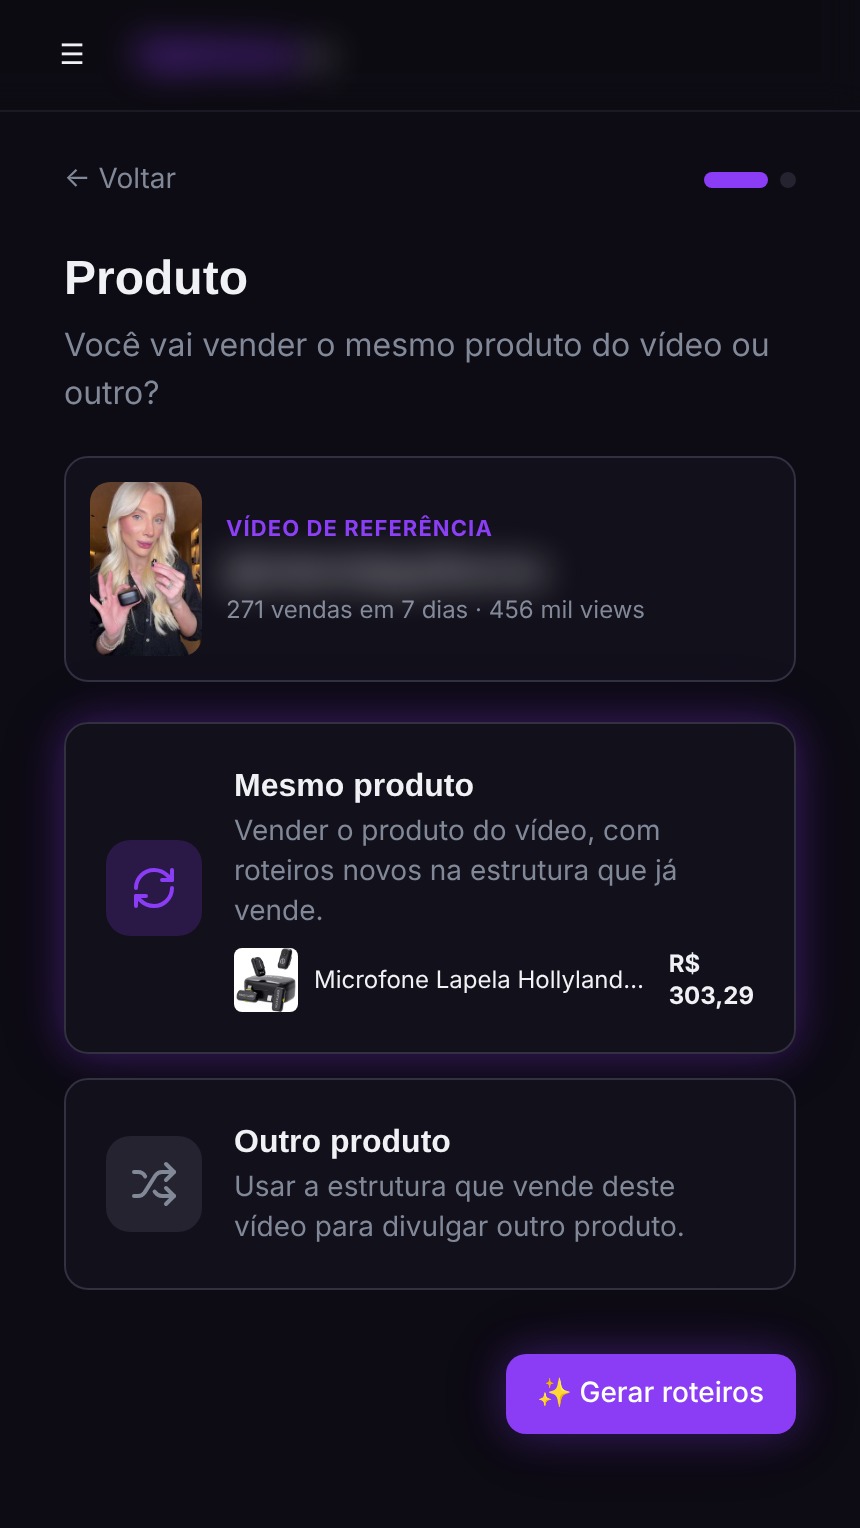 ☰
← Voltar
Produto
Você vai vender o mesmo produto do vídeo ou
outro?
VÍDEO DE REFERÊNCIA
271 vendas em 7 dias · 456 mil views
Mesmo produto
Vender o produto do vídeo, com
roteiros novos na estrutura que já
vende.
Microfone Lapela Hollyland...
R$
303,29
Outro produto
Usar a estrutura que vende deste
vídeo para divulgar outro produto.
✨ Gerar roteiros